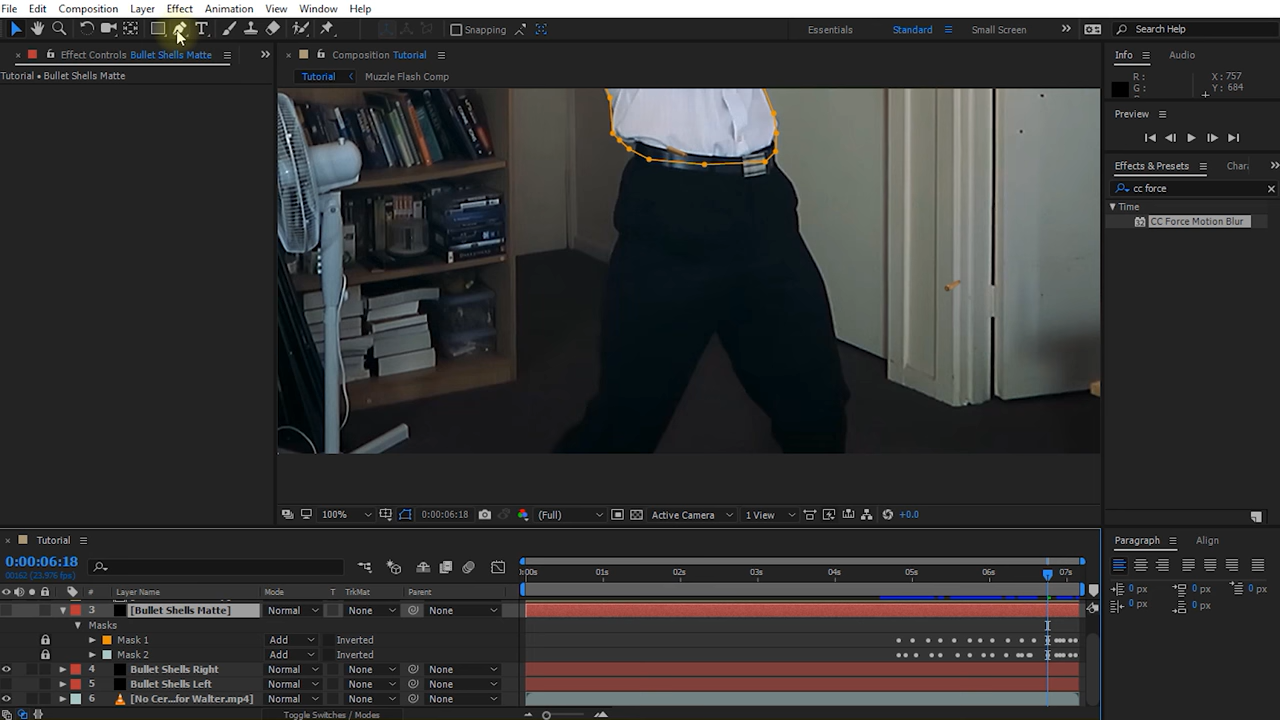 File Edit Composition Layer Effect Animation View Window Help
T Snapping Essentials Standard Small Screen Search Help
Effect Controls Bullet Shells Matte
Composition Tutorial
Info Audio
Tutorial • Bullet Shells Matte
Tutorial Muzzle Flash Comp
R : X : 757
G : Y : 684
Preview
Effects & Presets Chara
cc force
Time
CC Force Motion Blur
100% 0:00:06:18 (Full) Active Camera 1 View +0.0
Tutorial
Paragraph Align
0:00:06:18
00162 (23.976 fps)
:00s 01s 02s 03s 04s 05s 06s 07s
# Layer Name Mode T TrkMat Parent
0 px 0 px 0 px
0 px 0 px
3 [Bullet Shells Matte] Normal None None
Masks
Mask 1 Add Inverted
Mask 2 Add Inverted
4 Bullet Shells Right Normal None None
5 Bullet Shells Left Normal None None
6 [No Cer...for Walter.mp4] Normal None None
Toggle Switches / Modes